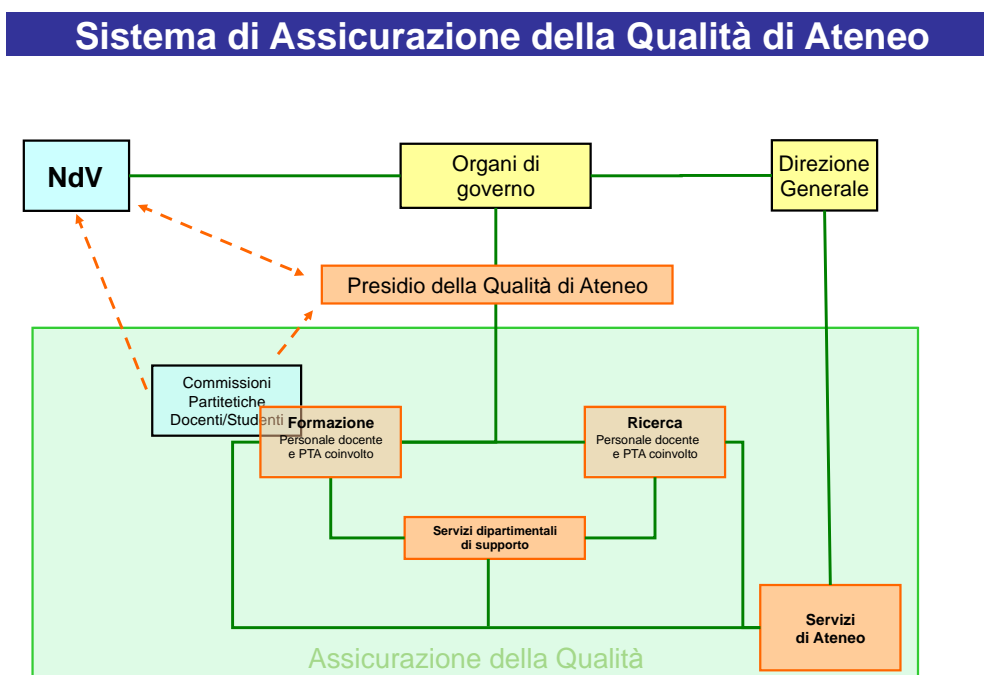 Sistema di Assicurazione della Qualità di Ateneo
NdV
Organi di
governo
Direzione
Generale
Presidio della Qualità di Ateneo
Commissioni
Partitetiche
Docenti/Studenti
Formazione
Personale docente
e PTA coinvolto
Ricerca
Personale docente
e PTA coinvolto
Servizi dipartimentali
di supporto
Servizi
di Ateneo
Assicurazione della Qualità